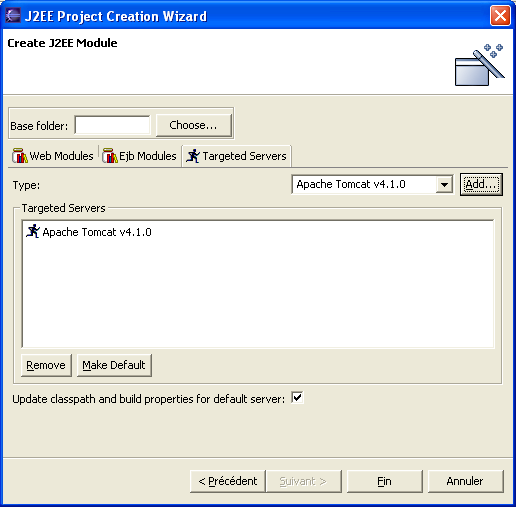 J2EE Project Creation Wizard
Create J2EE Module
Base folder: Choose...
Web Modules Ejb Modules Targeted Servers
Type: Apache Tomcat v4.1.0 Add...
Targeted Servers
Apache Tomcat v4.1.0
Remove Make Default
Update classpath and build properties for default server:
< Précédent Suivant > Fin Annuler